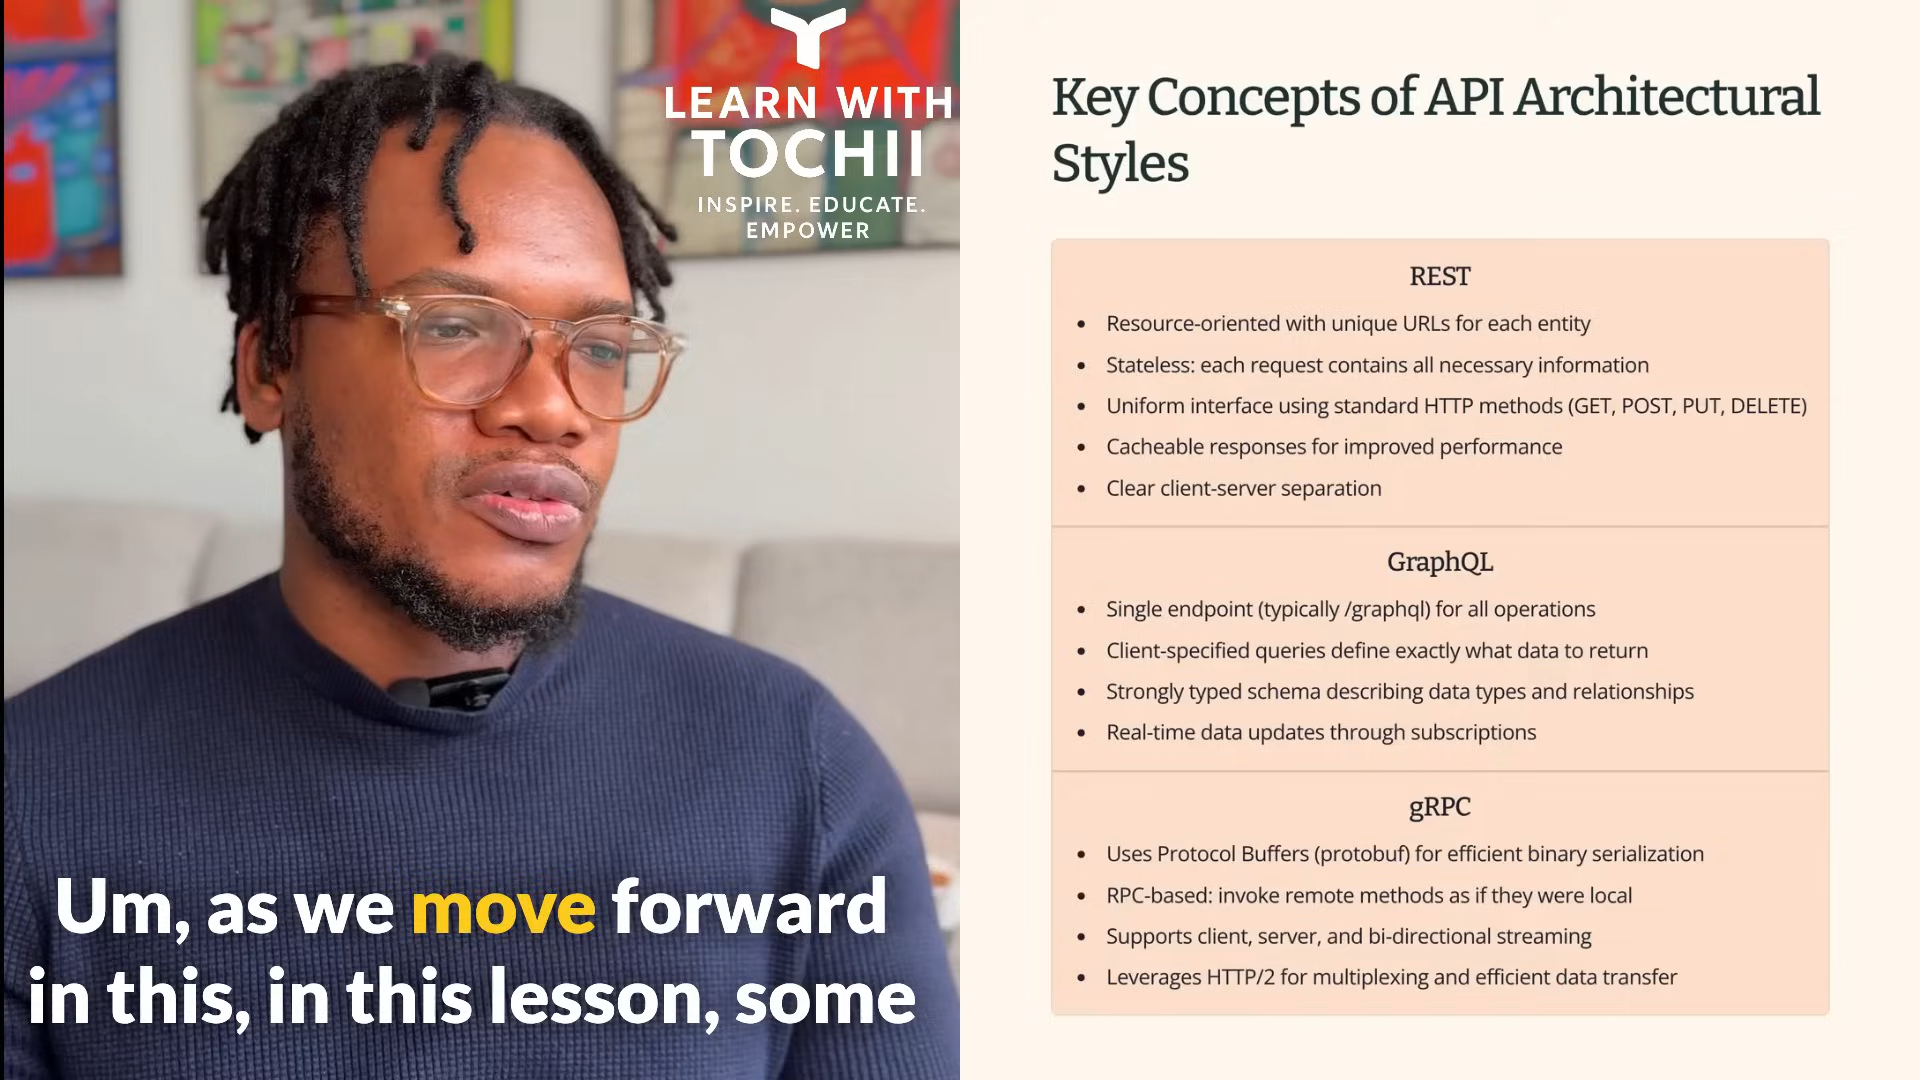 LEARN WITH
TOCHII
INSPIRE. EDUCATE.
EMPOWER
Um, as we move forward
in this, in this lesson, some
Key Concepts of API Architectural
Styles
REST
• Resource-oriented with unique URLs for each entity
• Stateless: each request contains all necessary information
• Uniform interface using standard HTTP methods (GET, POST, PUT, DELETE)
• Cacheable responses for improved performance
• Clear client-server separation
GraphQL
• Single endpoint (typically /graphql) for all operations
• Client-specified queries define exactly what data to return
• Strongly typed schema describing data types and relationships
• Real-time data updates through subscriptions
gRPC
• Uses Protocol Buffers (protobuf) for efficient binary serialization
• RPC-based: invoke remote methods as if they were local
• Supports client, server, and bi-directional streaming
• Leverages HTTP/2 for multiplexing and efficient data transfer